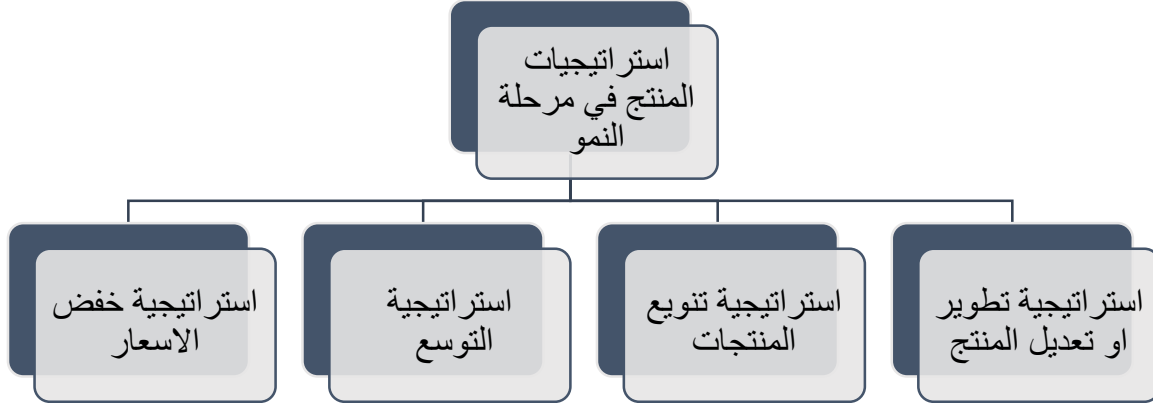 استراتيجيات
المنتج في مرحلة
النمو
استراتيجية تطوير
او تعديل المنتج
استراتيجية تنويع
المنتجات
استراتيجية
التوسع
استراتيجية خفض
الاسعار